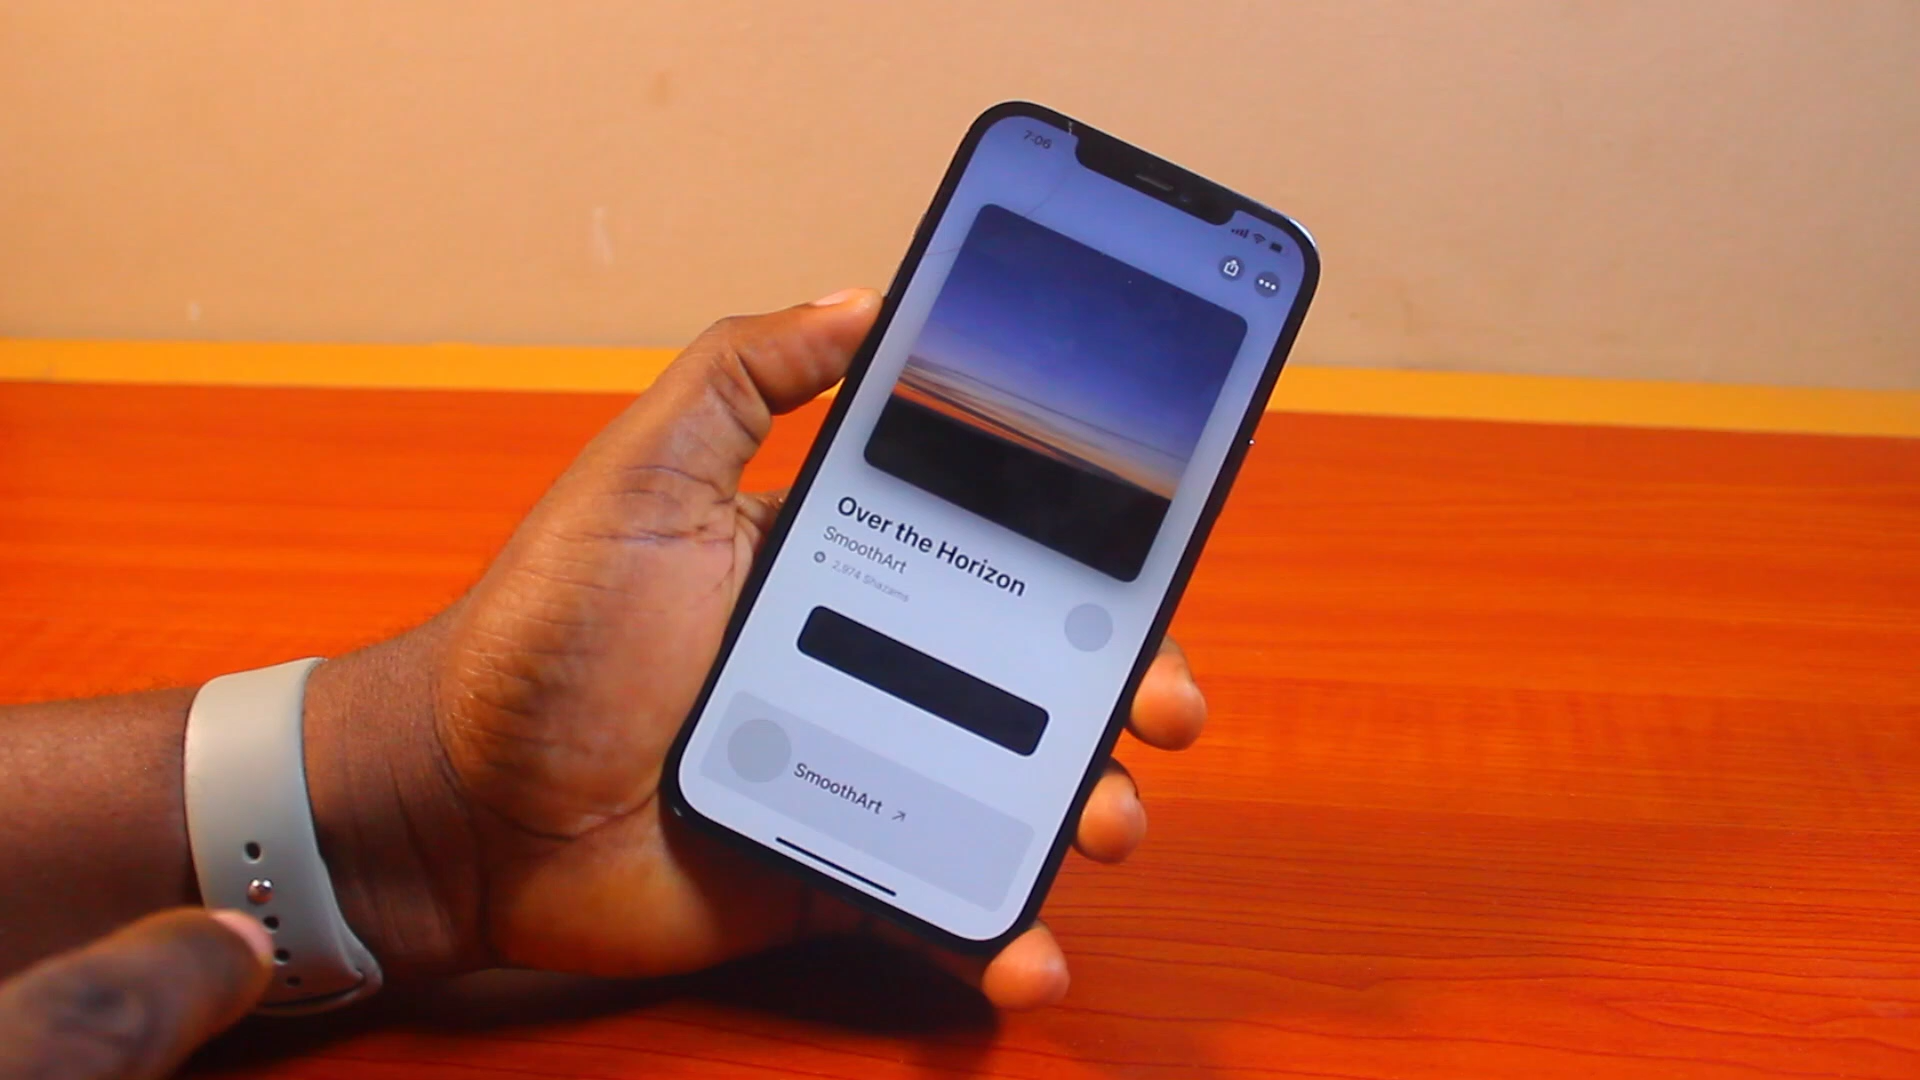 7:06
Over the Horizon
SmoothArt
2,974 Shazams
SmoothArt ↗